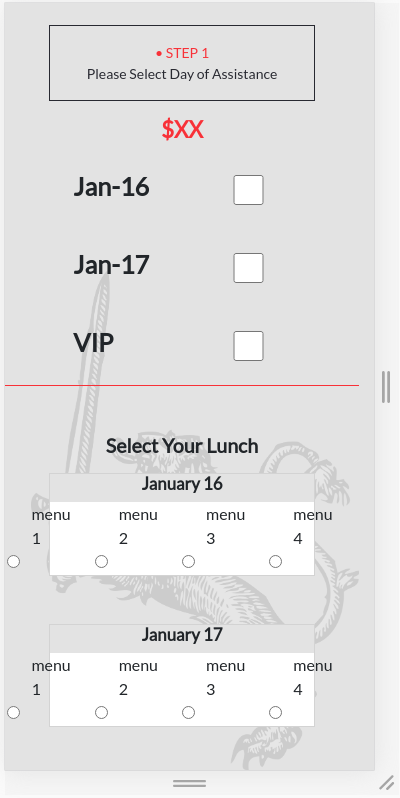 • STEP 1
Please Select Day of Assistance
$XX
Jan-16
Jan-17
VIP
Select Your Lunch
January 16
menu menu menu menu
1 2 3 4
January 17
menu menu menu menu
1 2 3 4